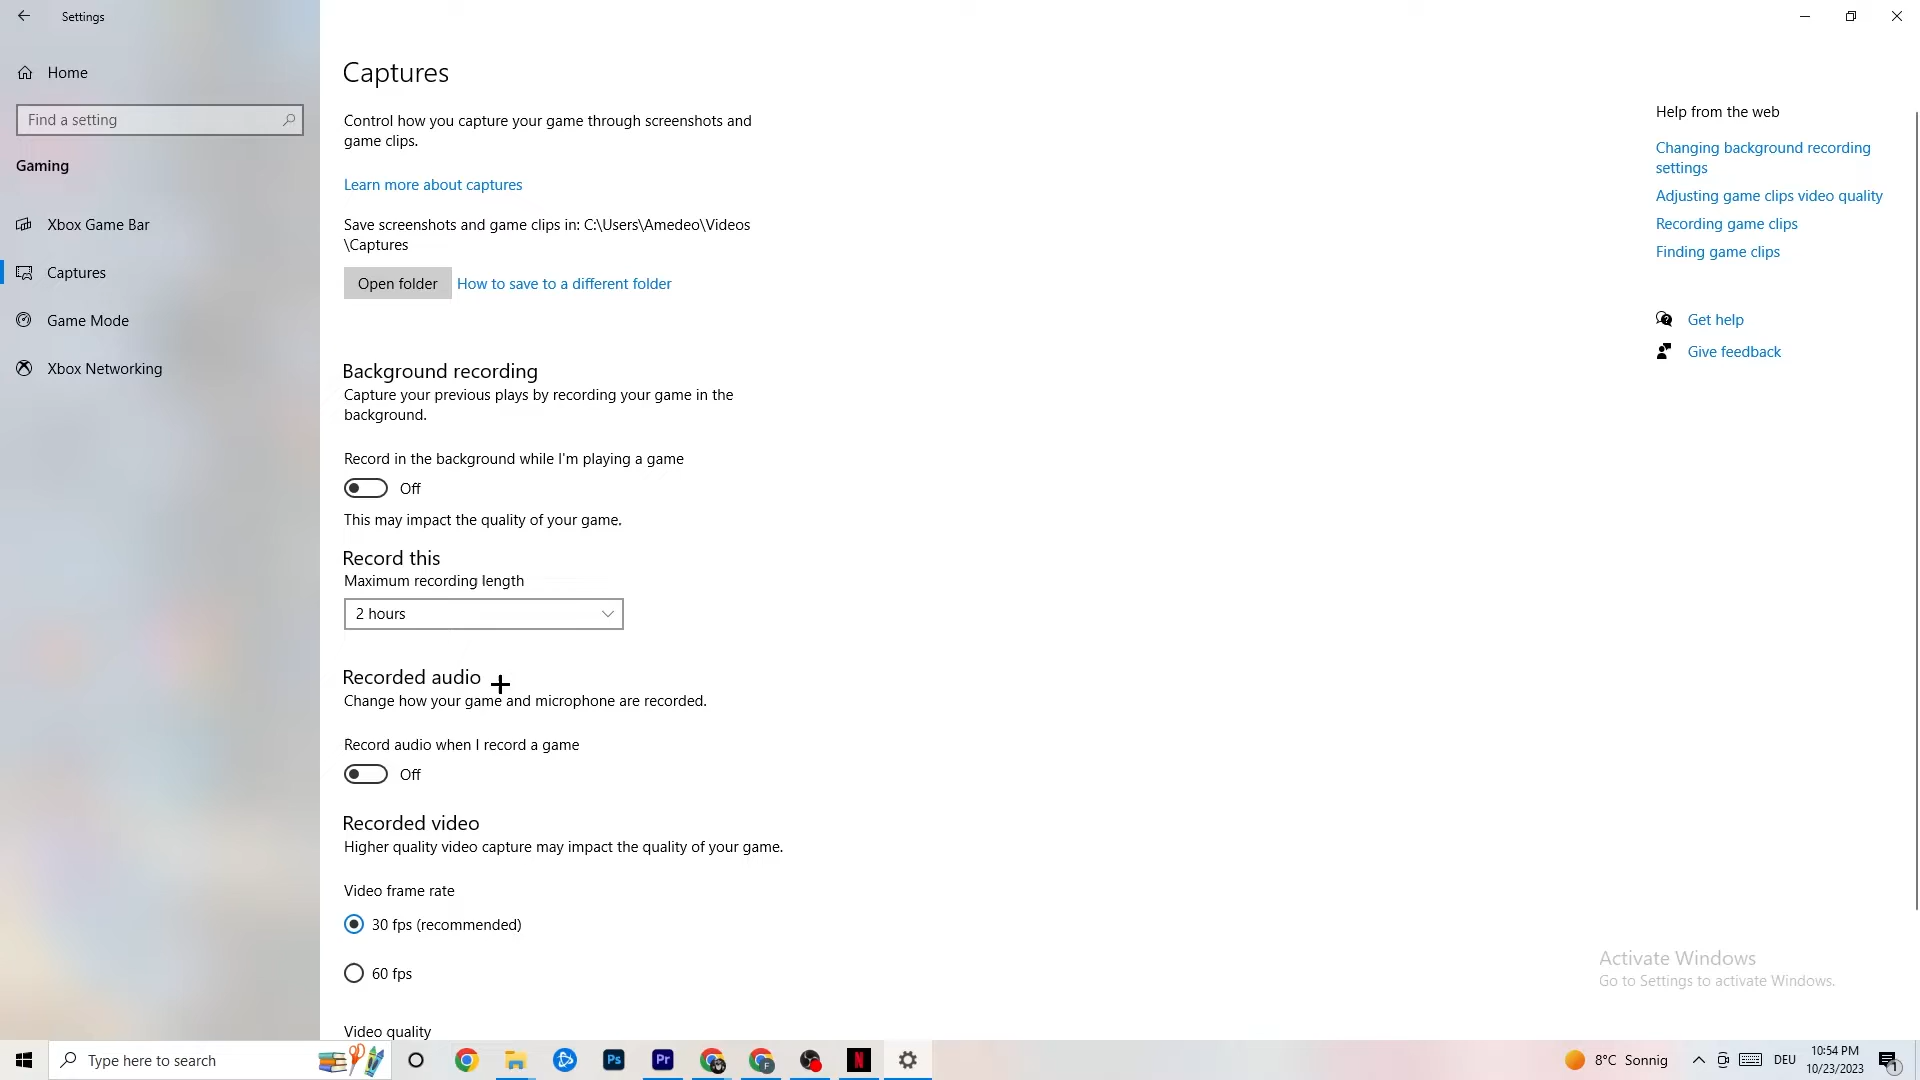 Settings
Home
Find a setting
Gaming
Xbox Game Bar
Captures
Game Mode
Xbox Networking
Captures
Control how you capture your game through screenshots and
game clips.
Learn more about captures
Save screenshots and game clips in: C:\Users\Amedeo\Videos
\Captures
Open folder
How to save to a different folder
Background recording
Capture your previous plays by recording your game in the
background.
Record in the background while I'm playing a game
Off
This may impact the quality of your game.
Record this
Maximum recording length
2 hours
Recorded audio
Change how your game and microphone are recorded.
Record audio when I record a game
Off
Recorded video
Higher quality video capture may impact the quality of your game.
Video frame rate
30 fps (recommended)
60 fps
Video quality
Help from the web
Changing background recording
settings
Adjusting game clips video quality
Recording game clips
Finding game clips
Get help
Give feedback
Activate Windows
Go to Settings to activate Windows.
Type here to search
Ps
Pr
F
N
8°C Sonnig
DEU
10:54 PM
10/23/2023
1